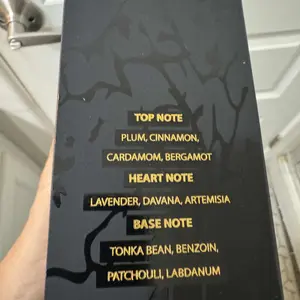 TOP NOTE
PLUM, CINNAMON,
CARDAMOM, BERGAMOT
HEART NOTE
LAVENDER, DAVANA, ARTEMISIA
BASE NOTE
TONKA BEAN, BENZOIN,
PATCHOULI, LABDANUM